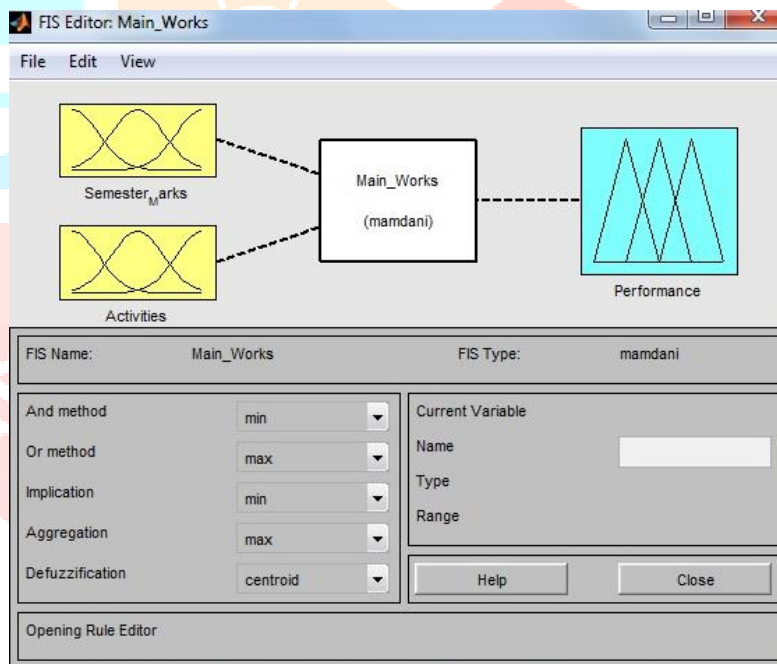 FIS Editor: Main_Works
File Edit View
Semester_Marks
Activities
Main_Works
(mamdani)
Performance
FIS Name: Main_Works FIS Type: mamdani
And method min
Or method max
Implication min
Aggregation max
Defuzzification centroid
Current Variable
Name
Type
Range
Help Close
Opening Rule Editor